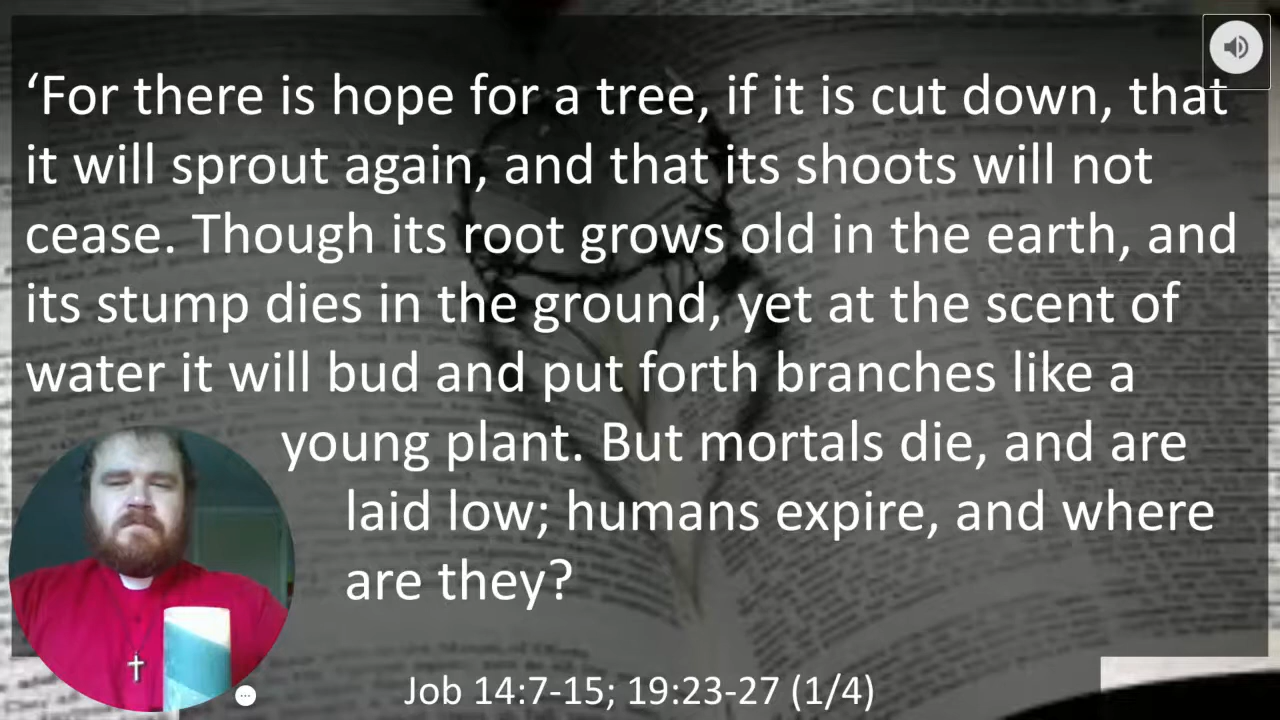 ‘For there is hope for a tree, if it is cut down, that
it will sprout again, and that its shoots will not
cease. Though its root grows old in the earth, and
its stump dies in the ground, yet at the scent of
water it will bud and put forth branches like a
young plant. But mortals die, and are
laid low; humans expire, and where
are they?
Job 14:7-15; 19:23-27 (1/4)